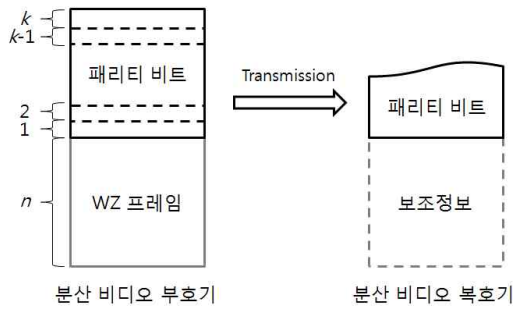 k
k-1
패리티 비트
2
1
n
WZ 프레임
분산 비디오 부호기
Transmission
패리티 비트
보조정보
분산 비디오 복호기